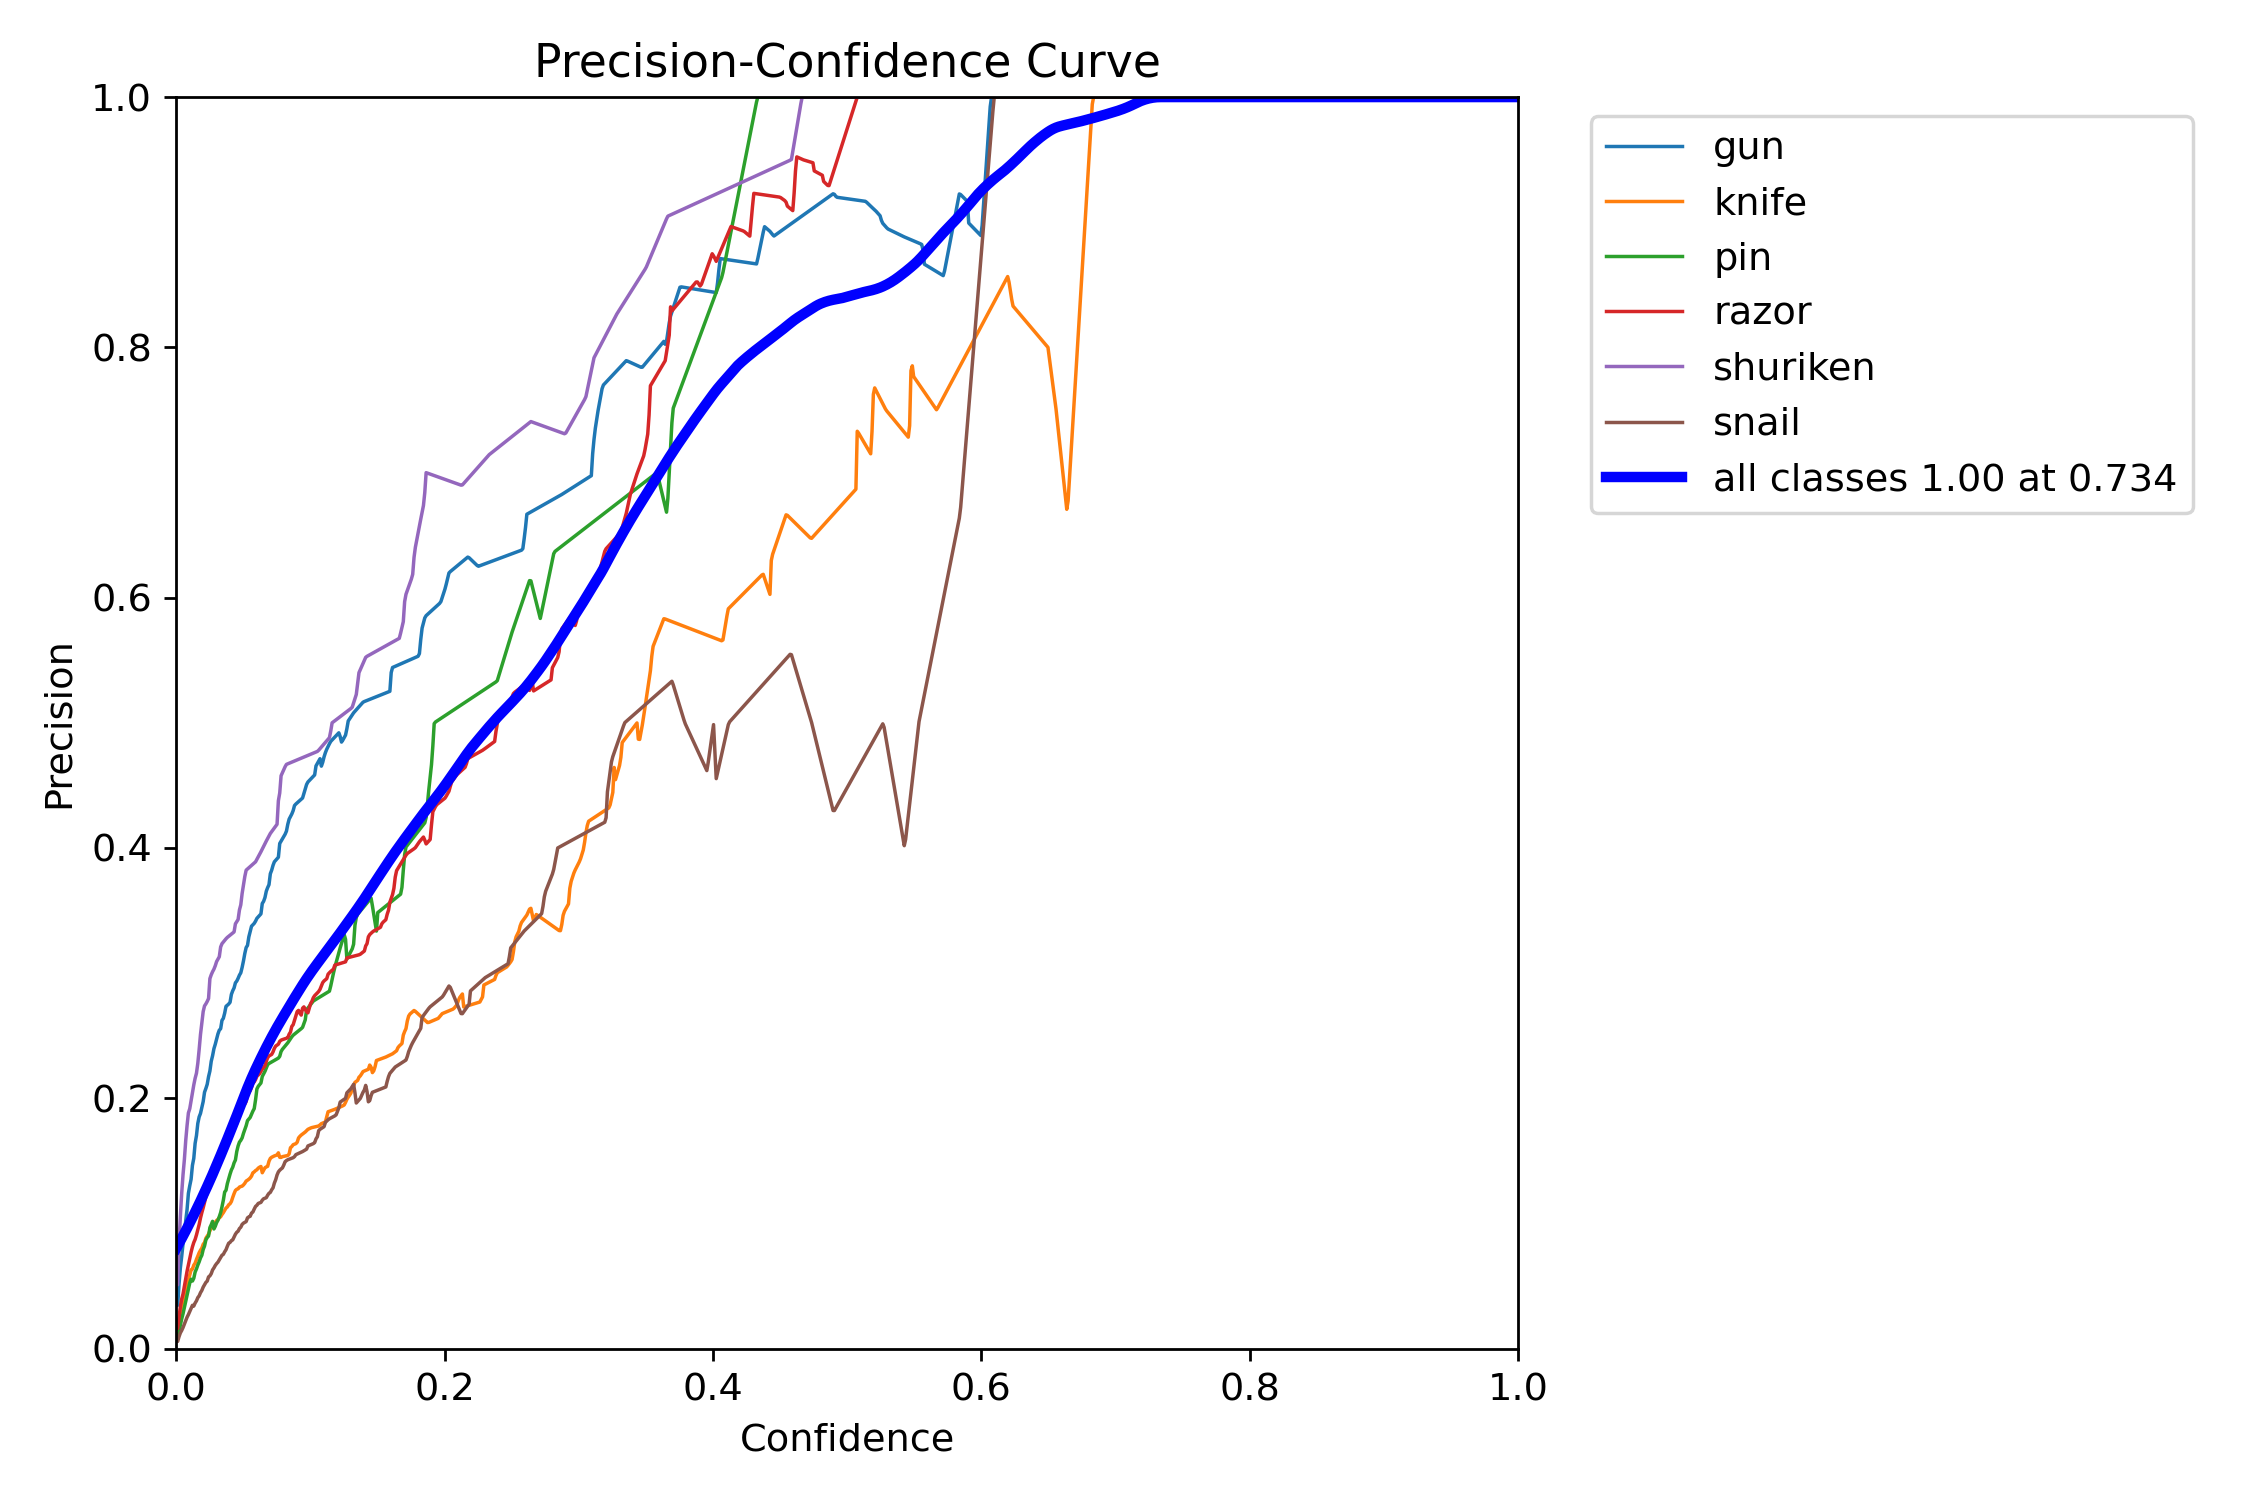 Precision-Confidence Curve
1.0
0.8
0.6
0.4
0.2
0.0
Precision
0.0 0.2 0.4 0.6 0.8 1.0
Confidence
gun
knife
pin
razor
shuriken
snail
all classes 1.00 at 0.734